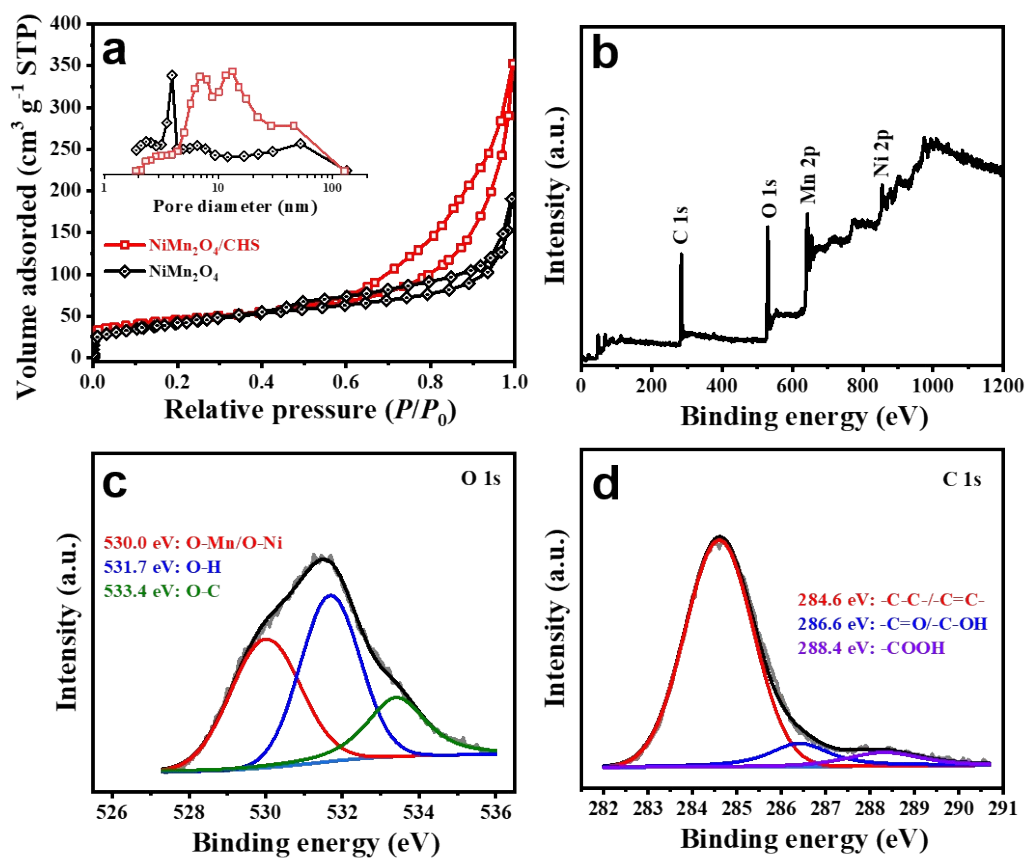 a
Volume adsorded (cm³ g⁻¹ STP)
400
350
300
250
200
150
100
50
0
1
10
100
Pore diameter (nm)
NiMn₂O₄/CHS
NiMn₂O₄
0.0
0.2
0.4
0.6
0.8
1.0
Relative pressure (P/P₀)
b
Intensity (a.u.)
C 1s
O 1s
Mn 2p
Ni 2p
0
200
400
600
800
1000
1200
Binding energy (eV)
c
O 1s
530.0 eV: O-Mn/O-Ni
531.7 eV: O-H
533.4 eV: O-C
Intensity (a.u.)
526
528
530
532
534
536
Binding energy (eV)
d
C 1s
284.6 eV: -C-C-/-C=C-
286.6 eV: -C=O/-C-OH
288.4 eV: -COOH
Intensity (a.u.)
282
283
284
285
286
287
288
289
290
291
Binding energy (eV)